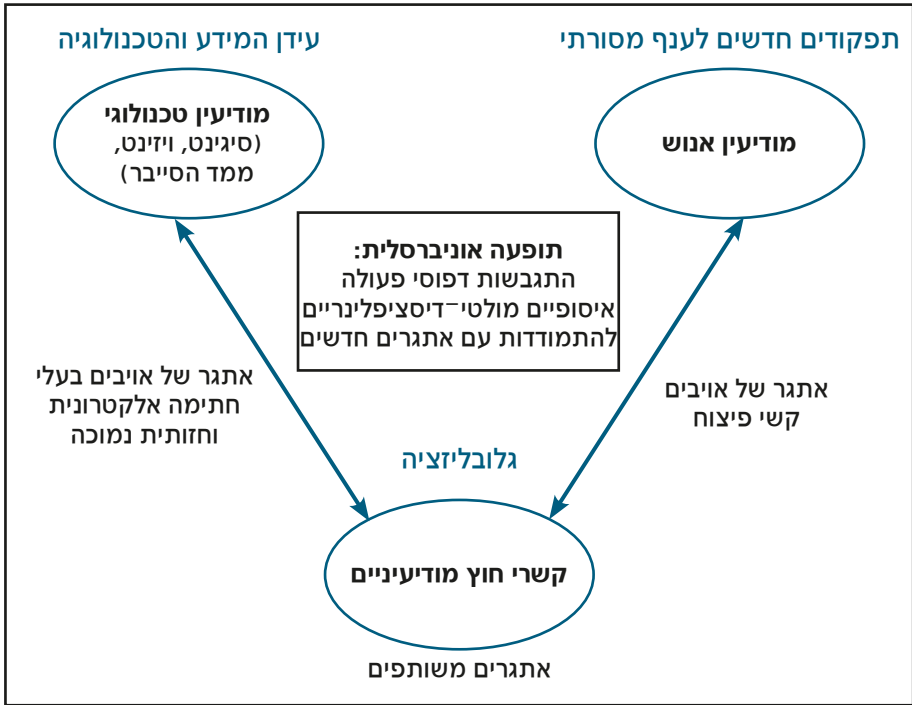 תפקודים חדשים לענף מסורתי
עידן המידע והטכנולוגיה
מודיעין אנוש
מודיעין טכנולוגי
(סיגינט, ויזינט,
ממד הסייבר)
תופעה אוניברסלית:
התגבשות דפוסי פעולה
איסופיים מולטי־דיסציפלינריים
להתמודדות עם אתגרים חדשים
אתגר של אויבים
קשי פיצוח
אתגר של אויבים בעלי
חתימה אלקטרונית
וחזותית נמוכה
גלובליזציה
קשרי חוץ מודיעיניים
אתגרים משותפים